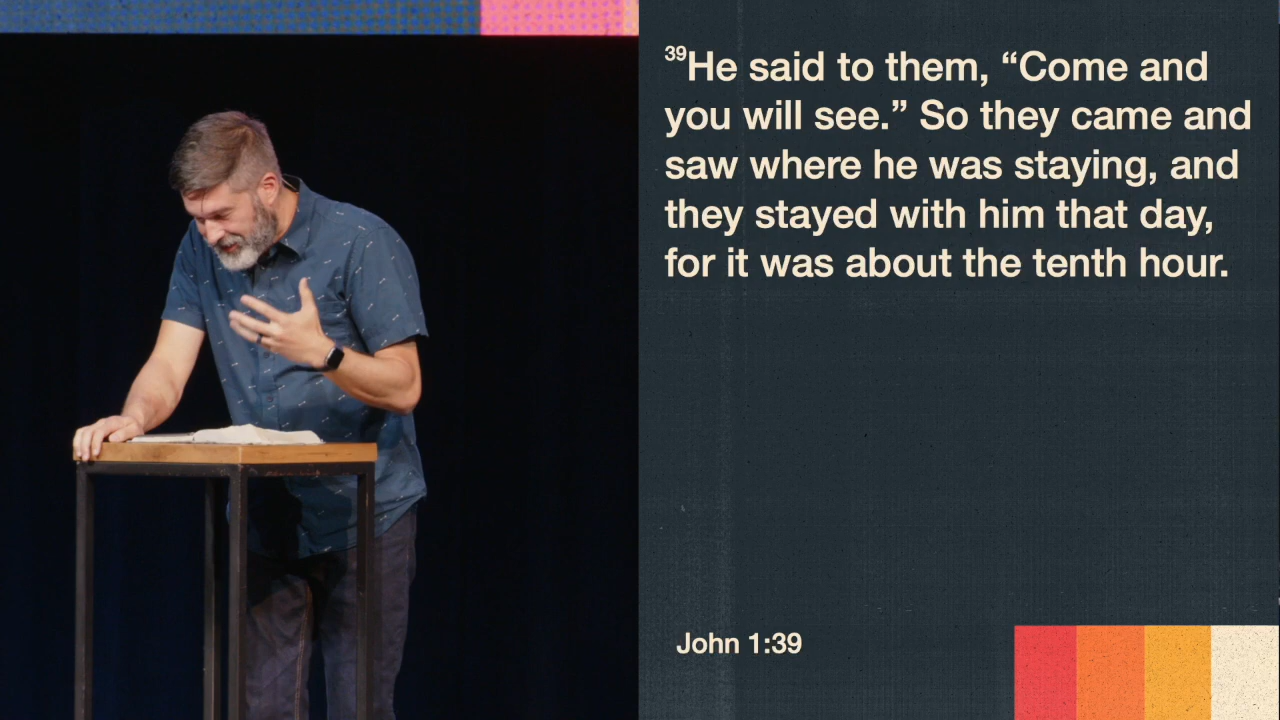 ³⁹He said to them, “Come and
you will see.” So they came and
saw where he was staying, and
they stayed with him that day,
for it was about the tenth hour.
John 1:39